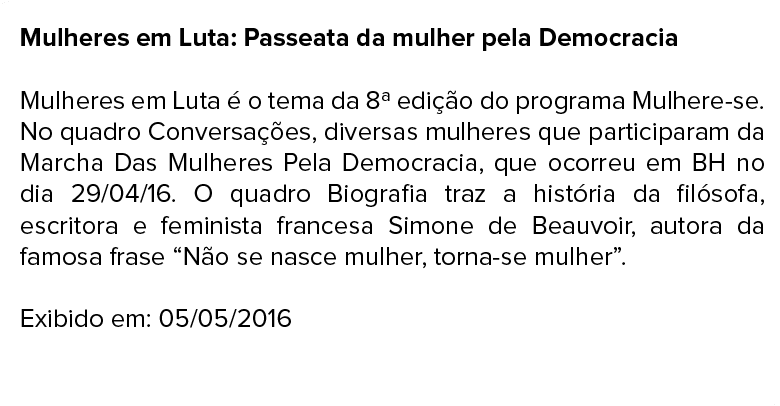 Mulheres em Luta: Passeata da mulher pela Democracia
Mulheres em Luta é o tema da 8ª edição do programa Mulhere-se.
No quadro Conversações, diversas mulheres que participaram da
Marcha Das Mulheres Pela Democracia, que ocorreu em BH no
dia 29/04/16. O quadro Biografia traz a história da filósofa,
escritora e feminista francesa Simone de Beauvoir, autora da
famosa frase “Não se nasce mulher, torna-se mulher”.
Exibido em: 05/05/2016